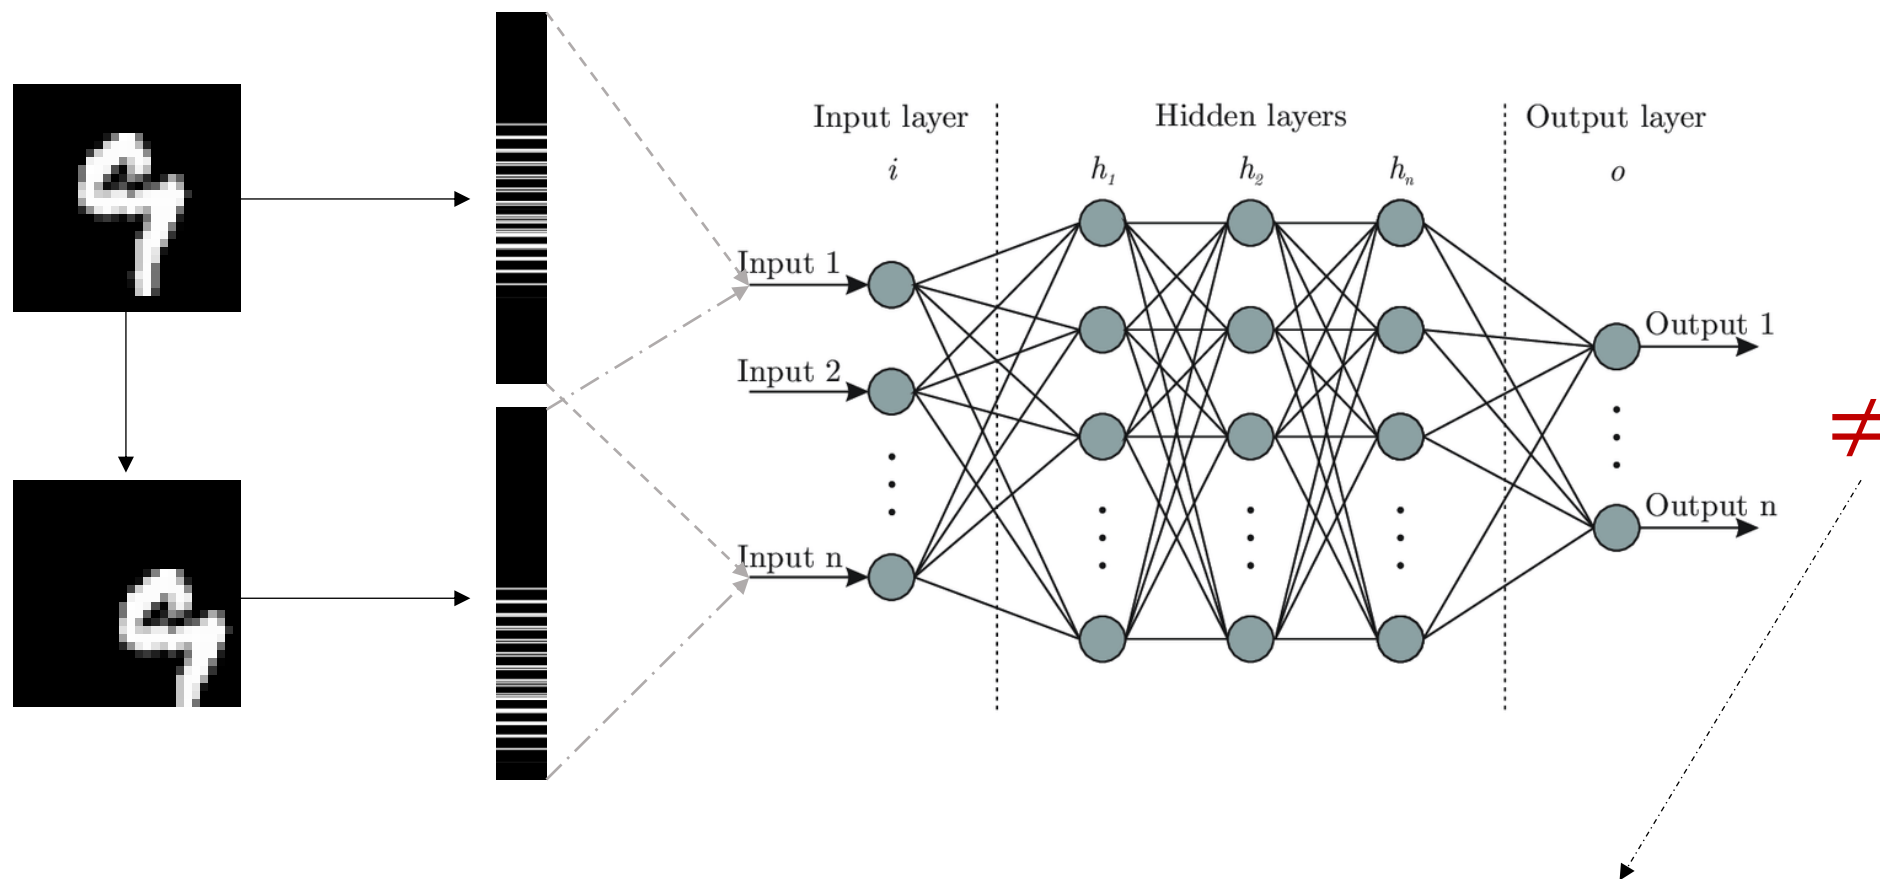 Input layer
Hidden layers
Output layer
i
h1
h2
hn
o
Input 1
Input 2
Input n
Output 1
Output n
≠